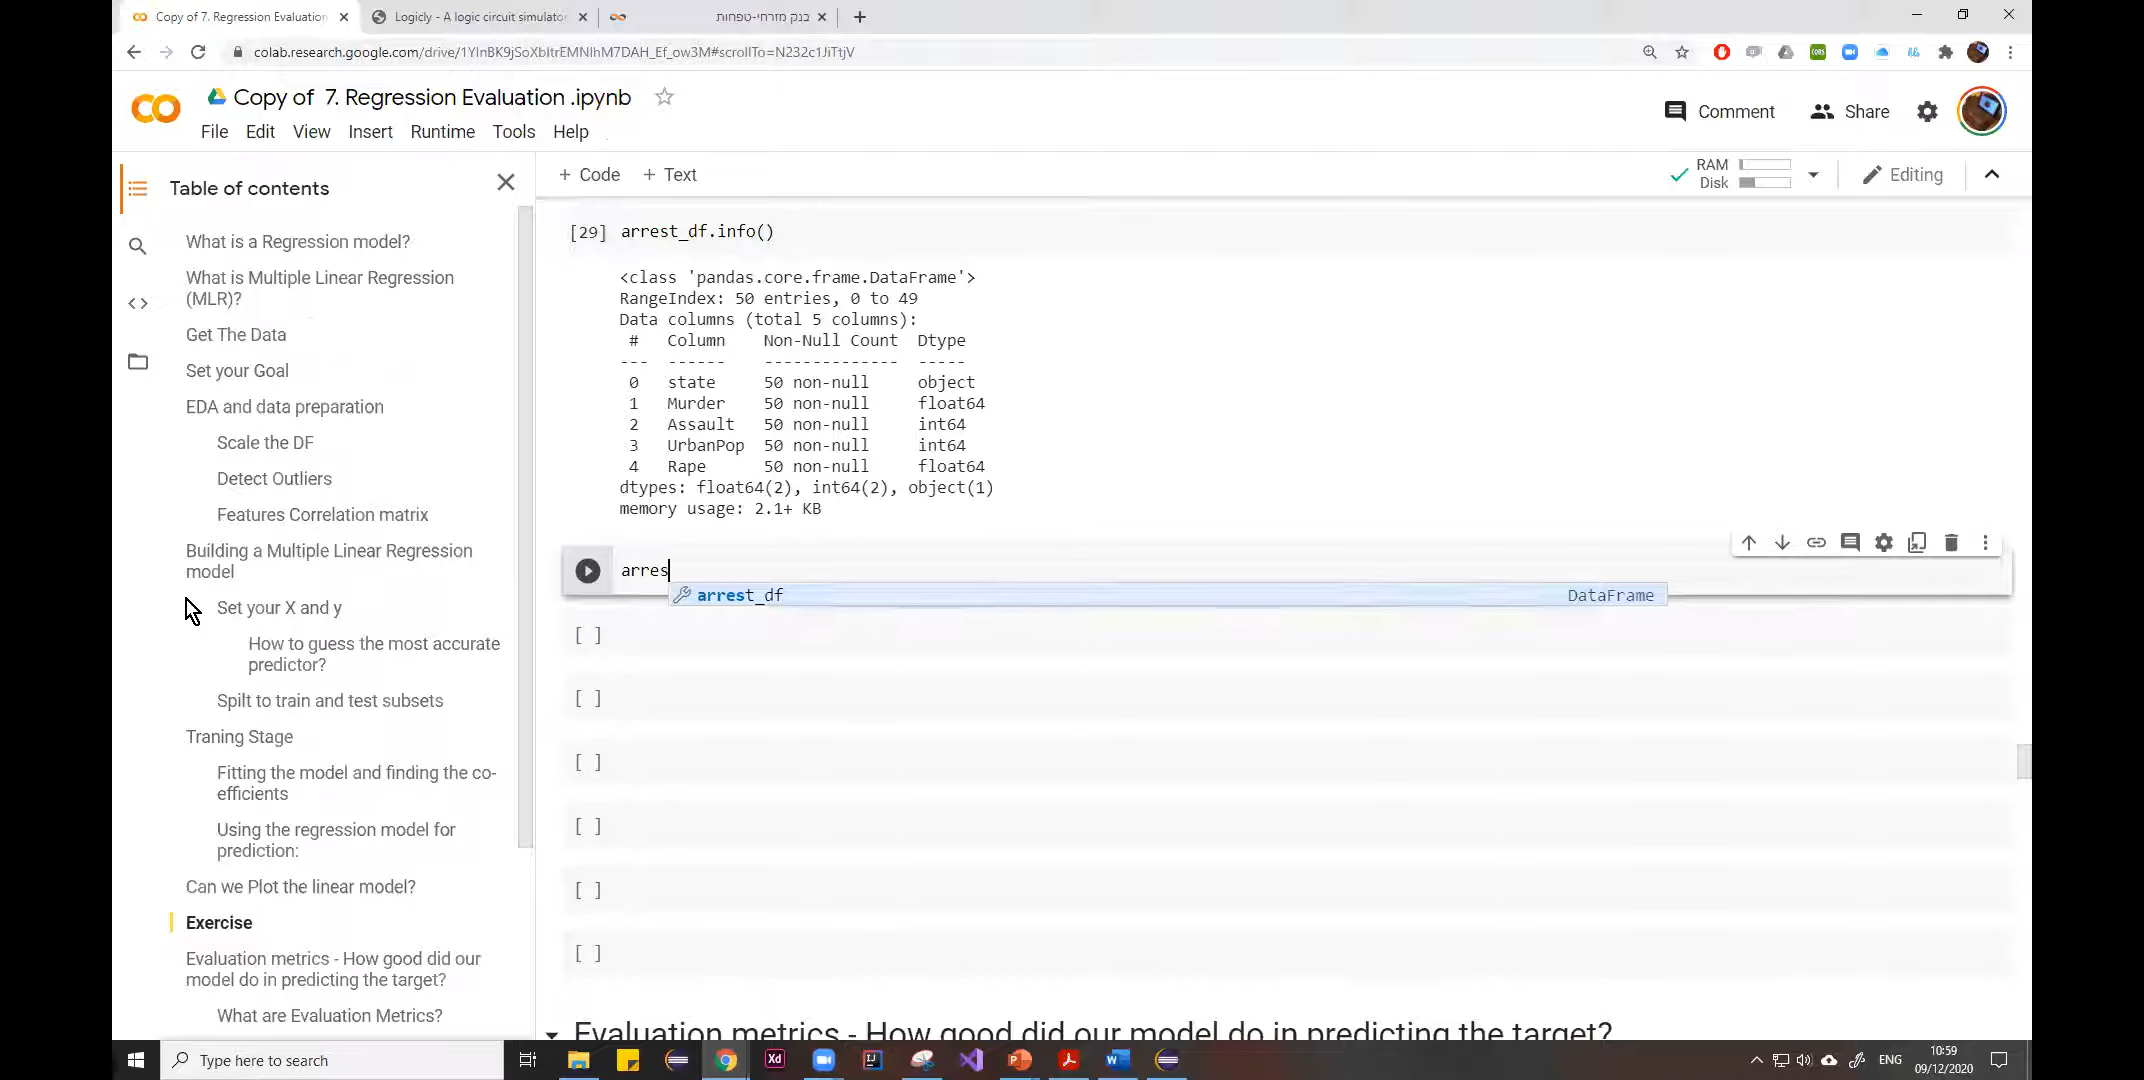 Copy of 7. Regression Evaluation
Logicly - A logic circuit simulator
בנק מזרחי-טפחות
colab.research.google.com/drive/1YInBK9jSoXbItrEMNIhM7DAH_Ef_ow3M#scrollTo=N232c1JiTtjV
Copy of 7. Regression Evaluation .ipynb
Comment
Share
File Edit View Insert Runtime Tools Help
Table of contents
+ Code + Text
RAM
Disk
Editing
What is a Regression model?
What is Multiple Linear Regression
(MLR)?
Get The Data
Set your Goal
EDA and data preparation
Scale the DF
Detect Outliers
Features Correlation matrix
Building a Multiple Linear Regression
model
Set your X and y
How to guess the most accurate
predictor?
Spilt to train and test subsets
Traning Stage
Fitting the model and finding the co-
efficients
Using the regression model for
prediction:
Can we Plot the linear model?
Exercise
Evaluation metrics - How good did our
model do in predicting the target?
What are Evaluation Metrics?
[29] arrest_df.info()
<class 'pandas.core.frame.DataFrame'>
RangeIndex: 50 entries, 0 to 49
Data columns (total 5 columns):
# Column Non-Null Count Dtype
--- ------ -------------- -----
0 state 50 non-null object
1 Murder 50 non-null float64
2 Assault 50 non-null int64
3 UrbanPop 50 non-null int64
4 Rape 50 non-null float64
dtypes: float64(2), int64(2), object(1)
memory usage: 2.1+ KB
arres
arrest_df DataFrame
[ ]
[ ]
[ ]
[ ]
[ ]
[ ]
Evaluation metrics - How good did our model do in predicting the target?
Type here to search
Xd
ENG
10:59
09/12/2020